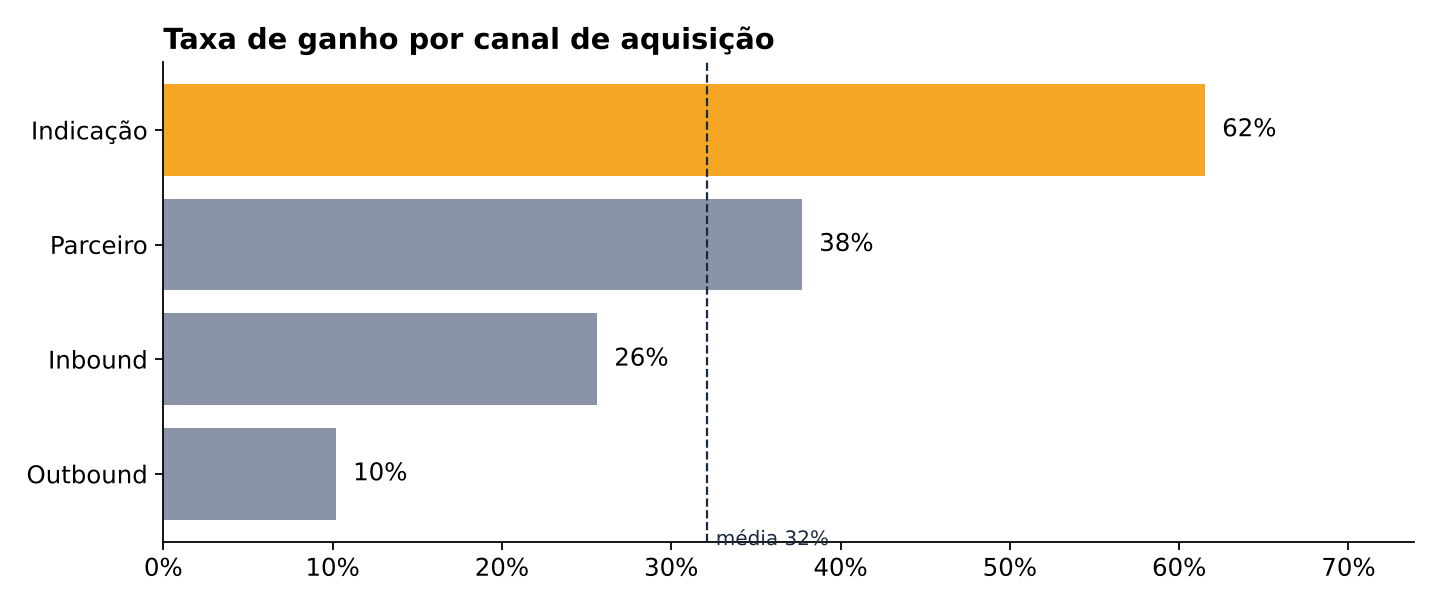 Taxa de ganho por canal de aquisição
Indicação
62%
Parceiro
38%
Inbound
26%
Outbound
10%
média 32%
0% 10% 20% 30% 40% 50% 60% 70%